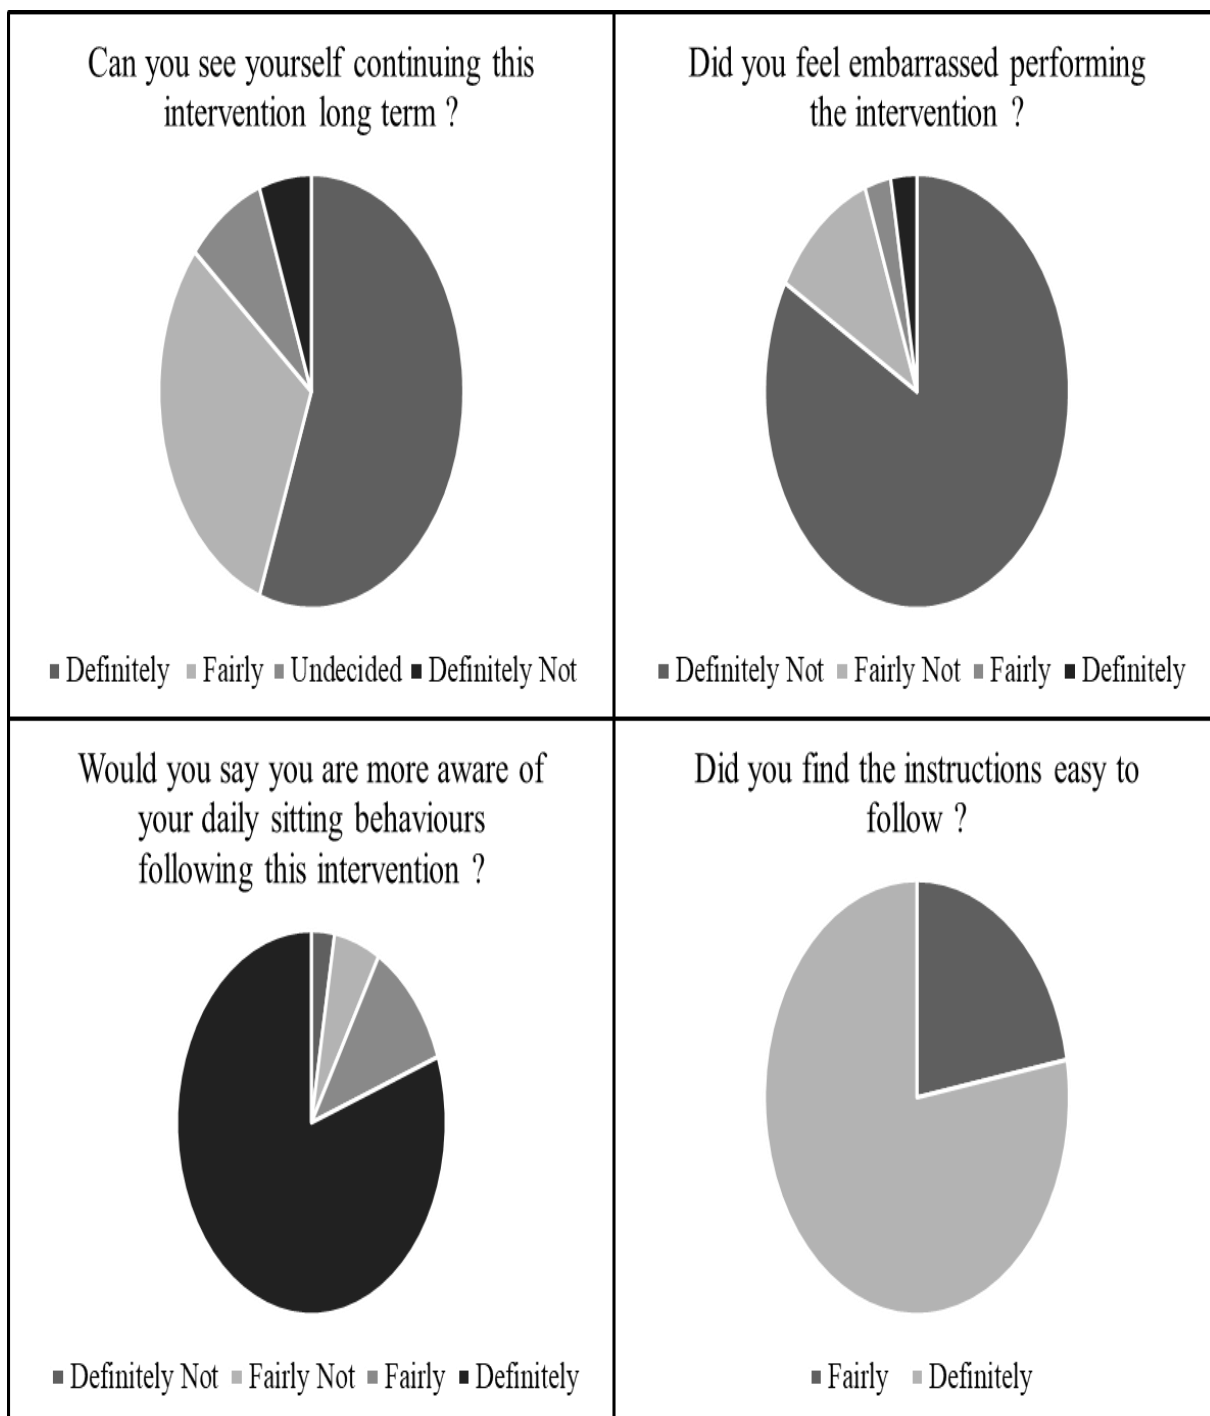 Can you see yourself continuing this
intervention long term ?
Definitely Fairly Undecided Definitely Not
Did you feel embarrassed performing
the intervention ?
Definitely Not Fairly Not Fairly Definitely
Would you say you are more aware of
your daily sitting behaviours
following this intervention ?
Definitely Not Fairly Not Fairly Definitely
Did you find the instructions easy to
follow ?
Fairly Definitely